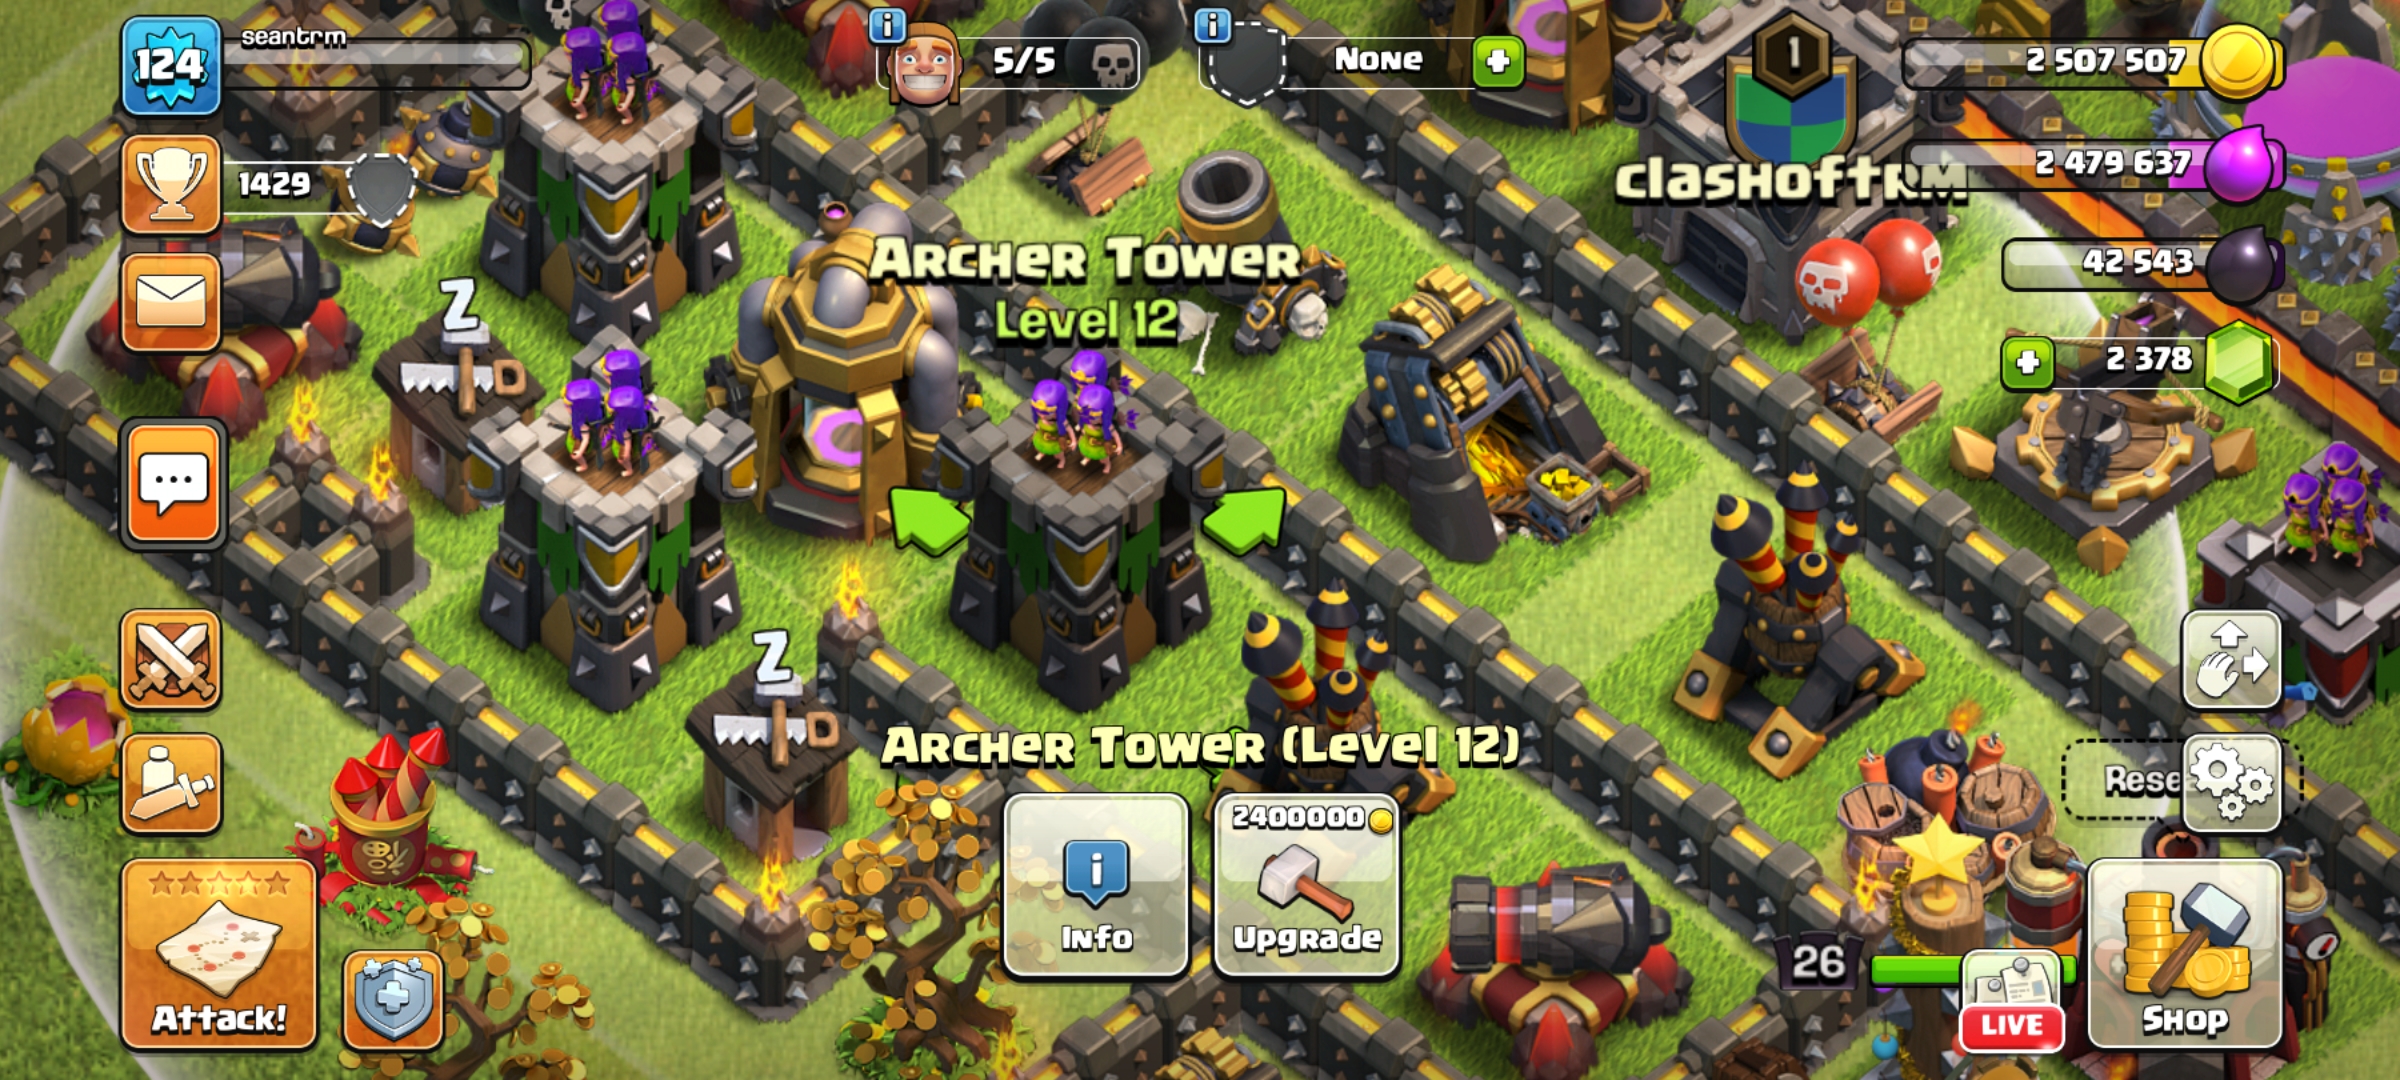 124
seantrm
5/5
None
1
2 507 507
1429
clashoftrm
2 479 637
Archer Tower
Level 12
42 543
2 378
Z
Z
Archer Tower (Level 12)
Rese
2400000
Info
Upgrade
26
Attack!
LIVE
Shop